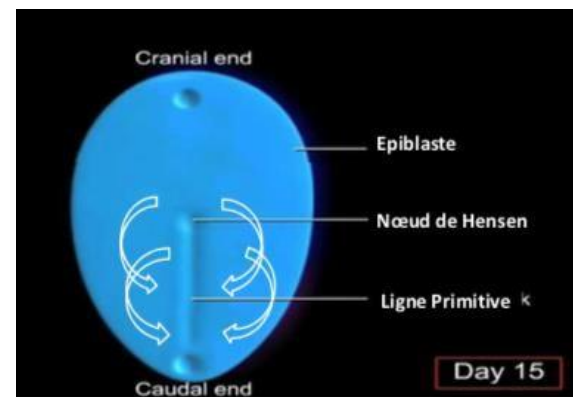 Cranial end
Epiblaste
Nœud de Hensen
Ligne Primitive k
Day 15
Caudal end